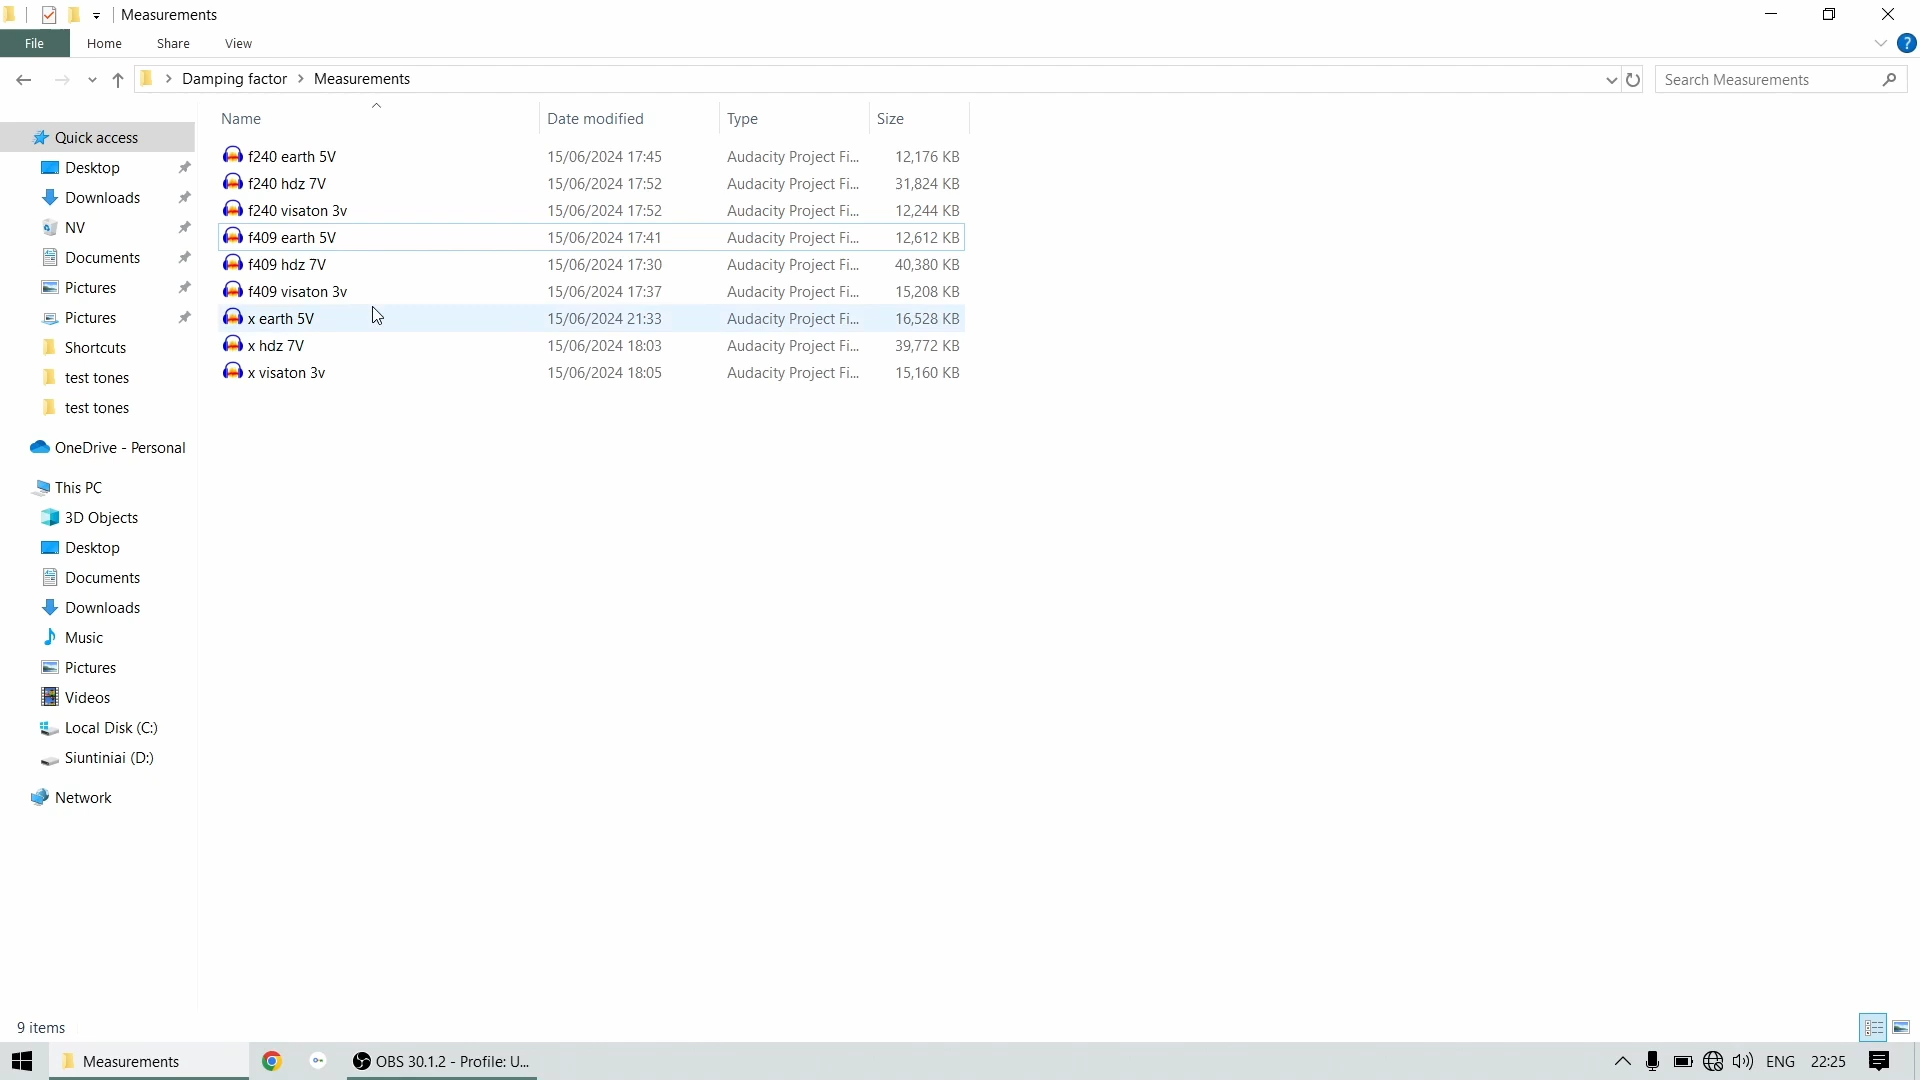 Measurements
File Home Share View
Damping factor > Measurements
Search Measurements
Name Date modified Type Size
f240 earth 5V 15/06/2024 17:45 Audacity Project Fi... 12,176 KB
f240 hdz 7V 15/06/2024 17:52 Audacity Project Fi... 31,824 KB
f240 visaton 3v 15/06/2024 17:52 Audacity Project Fi... 12,244 KB
f409 earth 5V 15/06/2024 17:41 Audacity Project Fi... 12,612 KB
f409 hdz 7V 15/06/2024 17:30 Audacity Project Fi... 40,380 KB
f409 visaton 3v 15/06/2024 17:37 Audacity Project Fi... 15,208 KB
x earth 5V 15/06/2024 21:33 Audacity Project Fi... 16,528 KB
x hdz 7V 15/06/2024 18:03 Audacity Project Fi... 39,772 KB
x visaton 3v 15/06/2024 18:05 Audacity Project Fi... 15,160 KB
Quick access
Desktop
Downloads
NV
Documents
Pictures
Pictures
Shortcuts
test tones
test tones
OneDrive - Personal
This PC
3D Objects
Desktop
Documents
Downloads
Music
Pictures
Videos
Local Disk (C:)
Siuntiniai (D:)
Network
9 items
Measurements
OBS 30.1.2 - Profile: U...
ENG 22:25